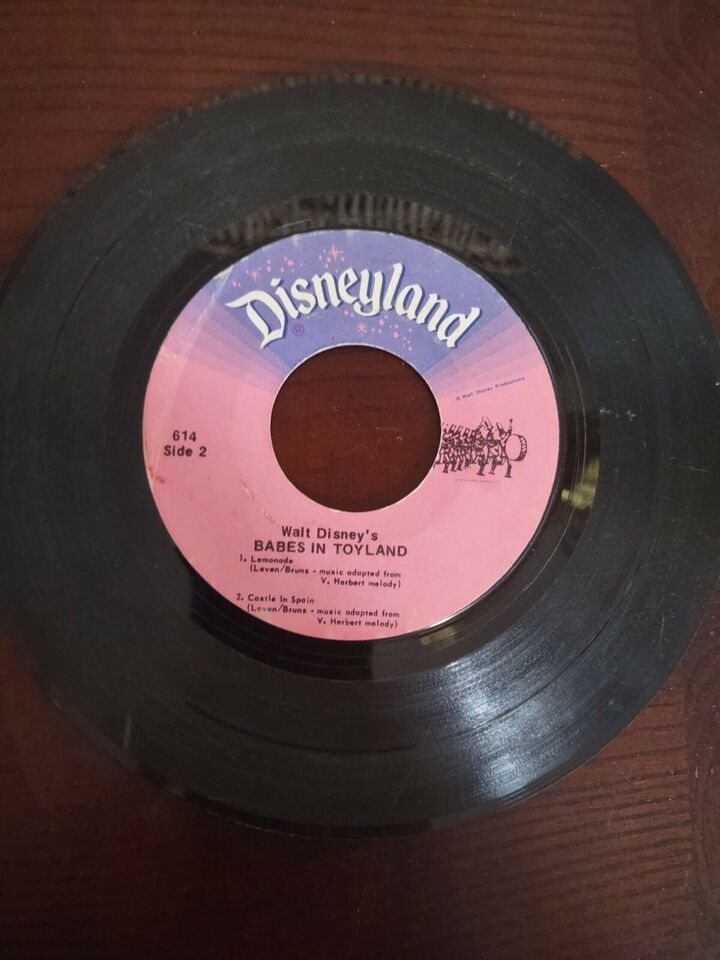 Disneyland
®
© Walt Disney Productions
614
Side 2
Walt Disney's
BABES IN TOYLAND
1. Lemonade
(Leven/Bruns - music adapted from
V. Herbert melody)
2. Castle In Spain
(Leven/Bruns - music adapted from
V. Herbert melody)